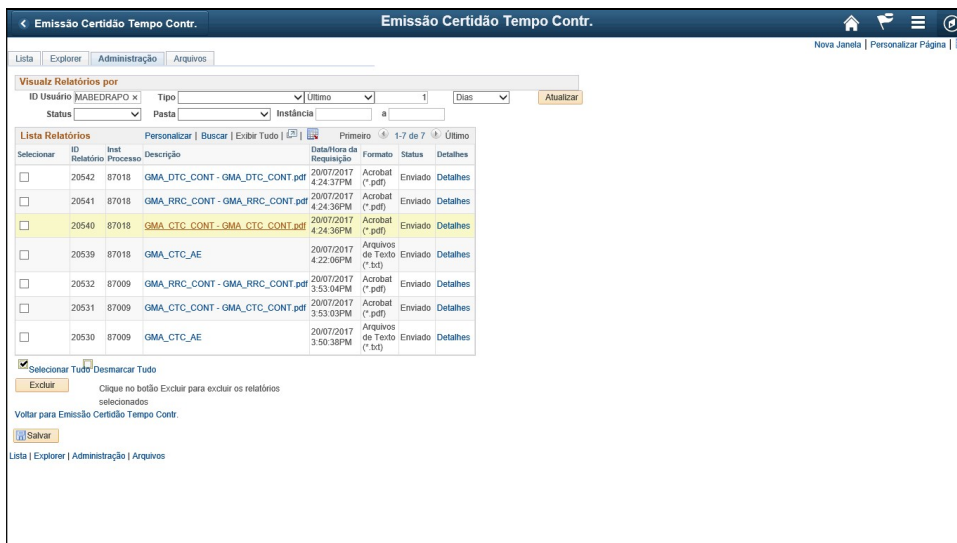 Emissão Certidão Tempo Contr. Emissão Certidão Tempo Contr.
Nova Janela | Personalizar Página |
Lista Explorer Administração Arquivos
Visualz Relatórios por
ID Usuário MABEDRAPO × Tipo Último 1 Dias Atualizar
Status Pasta Instância a
Lista Relatórios Personalizar | Buscar | Exibir Tudo | | Primeiro 1-7 de 7 Último
Selecionar ID Relatório Inst Processo Descrição Data/Hora da Requisição Formato Status Detalhes
20542 87018 GMA_DTC_CONT - GMA_DTC_CONT.pdf 20/07/2017 4:24:37PM Acrobat (*.pdf) Enviado Detalhes
20541 87018 GMA_RRC_CONT - GMA_RRC_CONT.pdf 20/07/2017 4:24:36PM Acrobat (*.pdf) Enviado Detalhes
20540 87018 GMA_CTC_CONT - GMA_CTC_CONT.pdf 20/07/2017 4:24:36PM Acrobat (*.pdf) Enviado Detalhes
20539 87018 GMA_CTC_AE 20/07/2017 4:22:06PM Arquivos de Texto (*.txt) Enviado Detalhes
20532 87009 GMA_RRC_CONT - GMA_RRC_CONT.pdf 20/07/2017 3:53:04PM Acrobat (*.pdf) Enviado Detalhes
20531 87009 GMA_CTC_CONT - GMA_CTC_CONT.pdf 20/07/2017 3:53:03PM Acrobat (*.pdf) Enviado Detalhes
20530 87009 GMA_CTC_AE 20/07/2017 3:50:38PM Arquivos de Texto (*.txt) Enviado Detalhes
Selecionar Tudo Desmarcar Tudo
Excluir Clique no botão Excluir para excluir os relatórios
selecionados
Voltar para Emissão Certidão Tempo Contr.
Salvar
Lista | Explorer | Administração | Arquivos